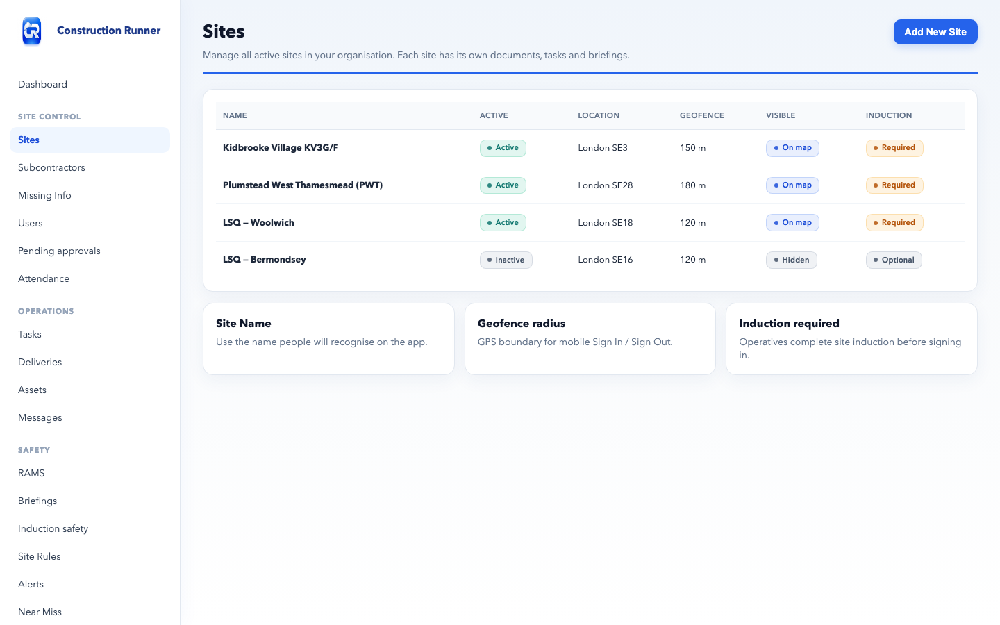 Construction Runner
Dashboard
SITE CONTROL
Sites
Subcontractors
Missing Info
Users
Pending approvals
Attendance
OPERATIONS
Tasks
Deliveries
Assets
Messages
SAFETY
RAMS
Briefings
Induction safety
Site Rules
Alerts
Near Miss
Sites
Add New Site
Manage all active sites in your organisation. Each site has its own documents, tasks and briefings.
NAME ACTIVE LOCATION GEOFENCE VISIBLE INDUCTION
Kidbrooke Village KV3G/F Active London SE3 150 m On map Required
Plumstead West Thamesmead (PWT) Active London SE28 180 m On map Required
LSQ – Woolwich Active London SE18 120 m On map Required
LSQ – Bermondsey Inactive London SE16 120 m Hidden Optional
Site Name
Use the name people will recognise on the app.
Geofence radius
GPS boundary for mobile Sign In / Sign Out.
Induction required
Operatives complete site induction before signing
in.